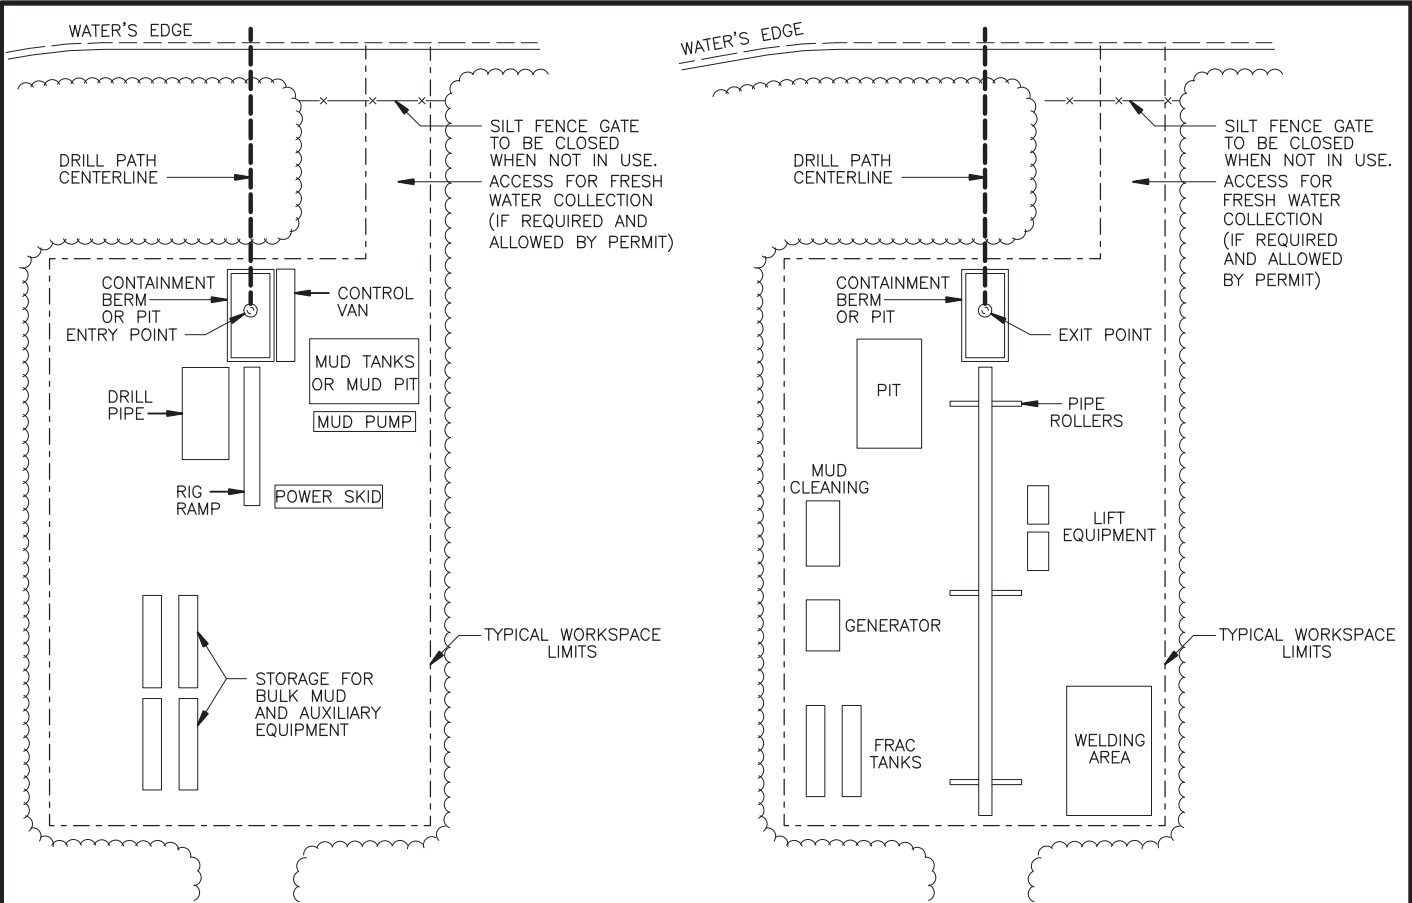 WATER'S EDGE
DRILL PATH
CENTERLINE
SILT FENCE GATE
TO BE CLOSED
WHEN NOT IN USE.
ACCESS FOR FRESH
WATER COLLECTION
(IF REQUIRED AND
ALLOWED BY PERMIT)
CONTAINMENT
BERM
OR PIT
ENTRY POINT
CONTROL
VAN
MUD TANKS
OR MUD PIT
MUD PUMP
DRILL
PIPE
RIG
RAMP
POWER SKID
TYPICAL WORKSPACE
LIMITS
STORAGE FOR
BULK MUD
AND AUXILIARY
EQUIPMENT
WATER'S EDGE
DRILL PATH
CENTERLINE
SILT FENCE GATE
TO BE CLOSED
WHEN NOT IN USE.
ACCESS FOR
FRESH WATER
COLLECTION
(IF REQUIRED
AND ALLOWED
BY PERMIT)
CONTAINMENT
BERM
OR PIT
EXIT POINT
PIT
PIPE
ROLLERS
MUD
CLEANING
LIFT
EQUIPMENT
GENERATOR
TYPICAL WORKSPACE
LIMITS
FRAC
TANKS
WELDING
AREA